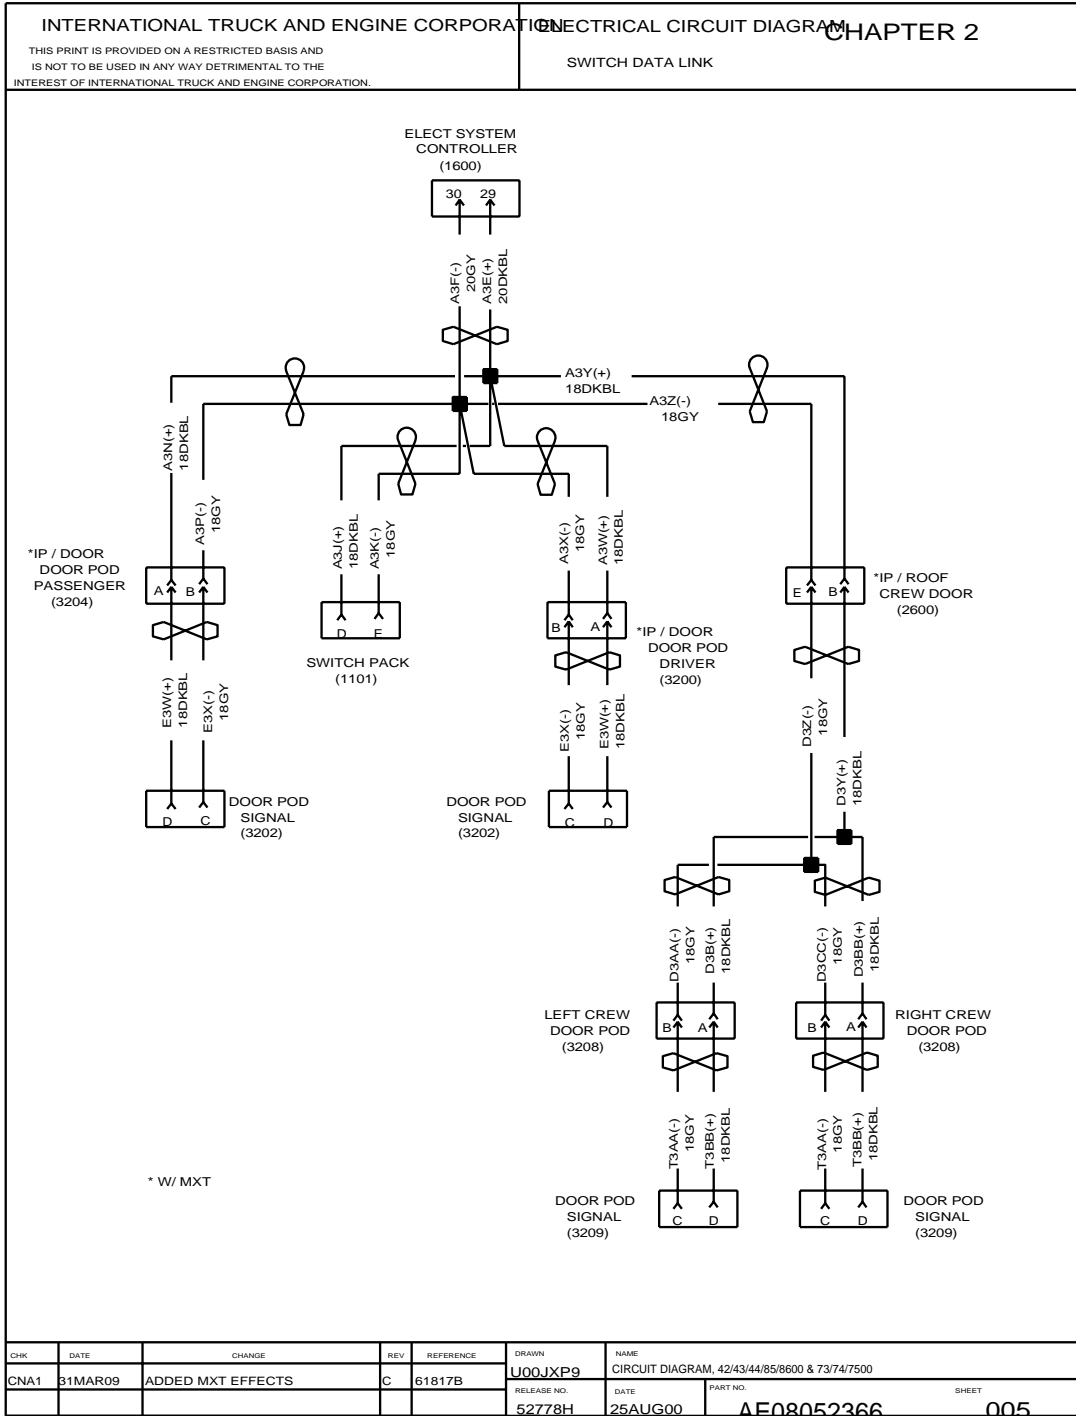 INTERNATIONAL TRUCK AND ENGINE CORPORATION
THIS PRINT IS PROVIDED ON A RESTRICTED BASIS AND
IS NOT TO BE USED IN ANY WAY DETRIMENTAL TO THE
INTEREST OF INTERNATIONAL TRUCK AND ENGINE CORPORATION.
ELECTRICAL CIRCUIT DIAGRAM
CHAPTER 2
SWITCH DATA LINK
ELECT SYSTEM
CONTROLLER
(1600)
30 29
A3F(-)
20GY
A3E(+)
20DKBL
A3Y(+)
18DKBL
A3Z(-)
18GY
A3N(+)
18DKBL
A3P(-)
18GY
A3J(+)
18DKBL
A3K(-)
18GY
A3X(-)
18GY
A3W(+)
18DKBL
*IP / DOOR
DOOR POD
PASSENGER
(3204)
A B
D E
SWITCH PACK
(1101)
B A
*IP / DOOR
DOOR POD
DRIVER
(3200)
E B
*IP / ROOF
CREW DOOR
(2600)
E3W(+)
18DKBL
E3X(-)
18GY
E3X(-)
18GY
E3W(+)
18DKBL
D3Z(-)
18GY
D3Y(+)
18DKBL
D C
DOOR POD
SIGNAL
(3202)
DOOR POD
SIGNAL
(3202)
C D
D3AA(-)
18GY
D3B(+)
18DKBL
D3CC(-)
18GY
D3BB(+)
18DKBL
LEFT CREW
DOOR POD
(3208)
B A
B A
RIGHT CREW
DOOR POD
(3208)
T3AA(-)
18GY
T3BB(+)
18DKBL
T3AA(-)
18GY
T3BB(+)
18DKBL
* W/ MXT
DOOR POD
SIGNAL
(3209)
C D
C D
DOOR POD
SIGNAL
(3209)
CHK DATE CHANGE REV REFERENCE
CNA1 31MAR09 ADDED MXT EFFECTS C 61817B
DRAWN
U00JXP9
NAME
CIRCUIT DIAGRAM, 42/43/44/85/8600 & 73/74/7500
RELEASE NO.
52778H
DATE
25AUG00
PART NO.
AE08052366
SHEET
005